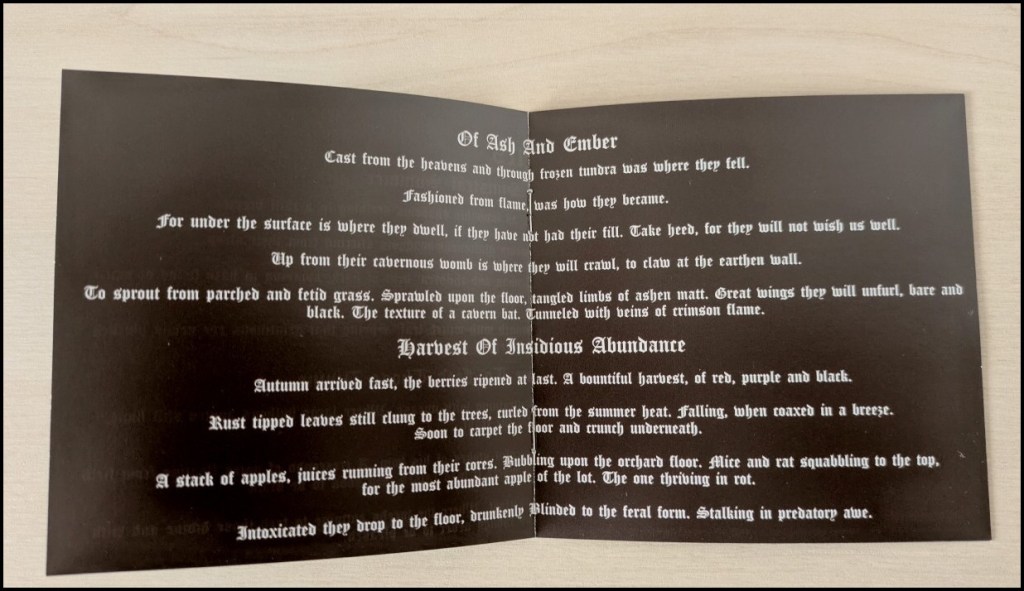 Of Ash And Ember
Cast from the heavens and through frozen tundra was where they fell.
Fashioned from flame, was how they became.
For under the surface is where they dwell, if they have not had their fill. Take heed, for they will not wish us well.
Up from their cavernous womb is where they will crawl, to claw at the earthen wall.
To sprout from parched and fetid grass. Sprawled upon the floor, tangled limbs of ashen matt. Great wings they will unfurl, bare and
black. The texture of a cavern bat. Tunneled with veins of crimson flame.
Harvest Of Insidious Abundance
Autumn arrived fast, the berries ripened at last. A bountiful harvest, of red, purple and black.
Rust tipped leaves still clung to the trees, curled from the summer heat. Falling, when coaxed in a breeze.
Soon to carpet the floor and crunch underneath.
A stack of apples, juices running from their cores. Bubbling upon the orchard floor. Mice and rat squabbling to the top,
for the most abundant apple of the lot. The one thriving in rot.
Intoxicated they drop to the floor, drunkenly Blinded to the feral form. Stalking in predatory awe.